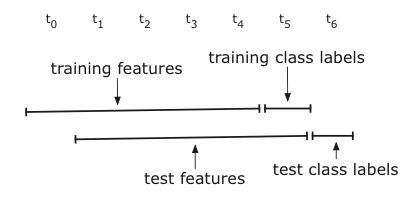 t0 t1 t2 t3 t4 t5 t6
training class labels
training features
test class labels
test features